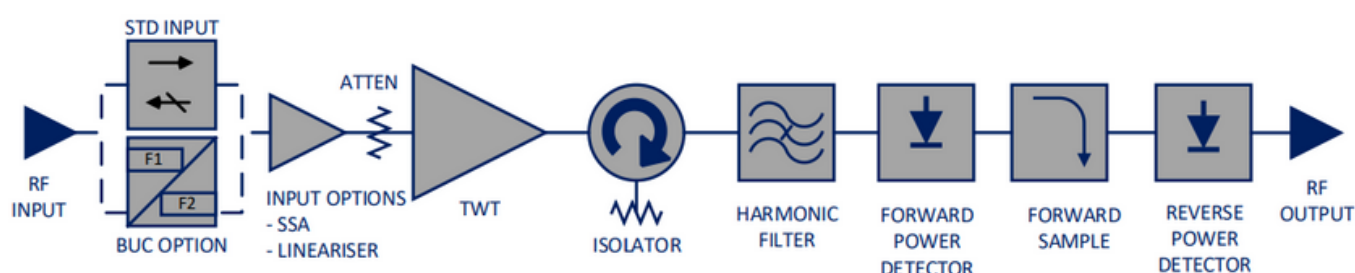 STD INPUT
RF
INPUT
F1
F2
BUC OPTION
INPUT OPTIONS
- SSA
- LINEARISER
ATTEN
TWT
ISOLATOR
HARMONIC
FILTER
FORWARD
POWER
DETECTOR
FORWARD
SAMPLE
REVERSE
POWER
DETECTOR
RF
OUTPUT